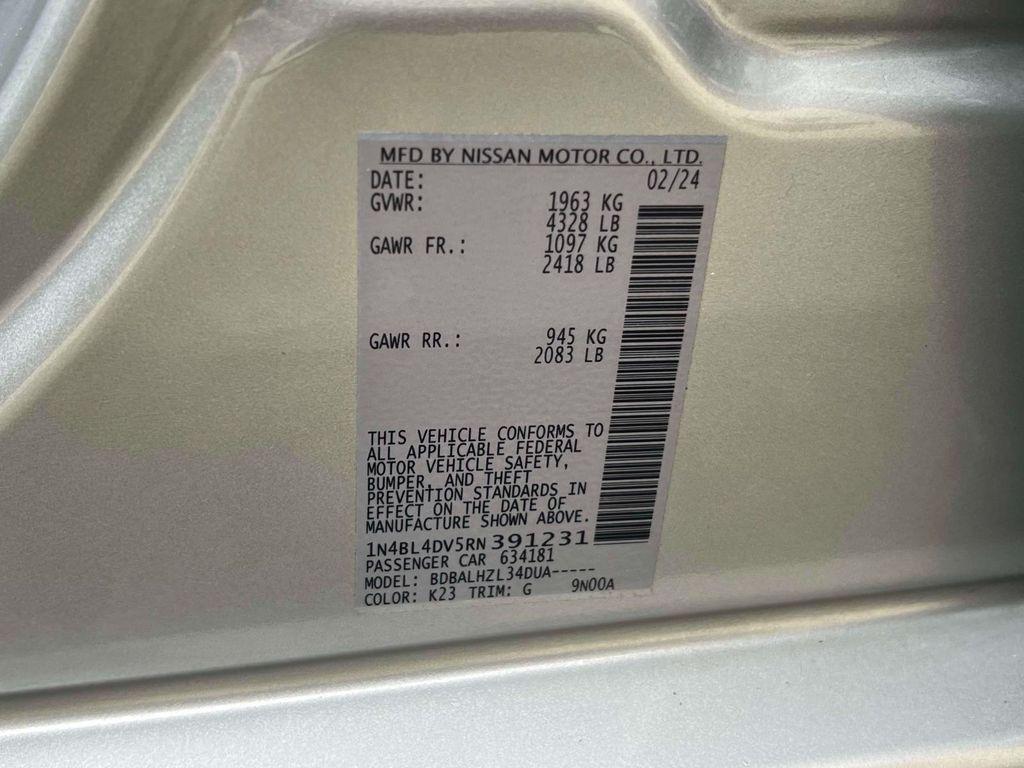 MFD BY NISSAN MOTOR CO., LTD.
DATE: 02/24
GVWR: 1963 KG
4328 LB
GAWR FR.: 1097 KG
2418 LB
GAWR RR.: 945 KG
2083 LB
THIS VEHICLE CONFORMS TO
ALL APPLICABLE FEDERAL
MOTOR VEHICLE SAFETY,
BUMPER, AND THEFT
PREVENTION STANDARDS IN
EFFECT ON THE DATE OF
MANUFACTURE SHOWN ABOVE.
1N4BL4DV5RN391231
PASSENGER CAR 634181
MODEL: BDBALHZL34DUA-----
COLOR: K23 TRIM: G 9N00A